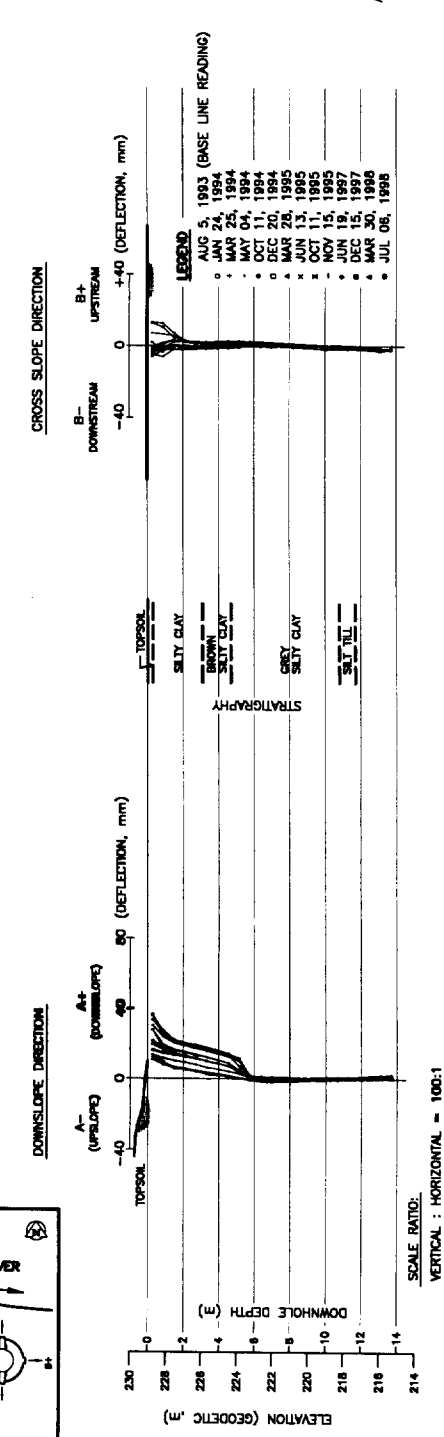 CROSS SLOPE DIRECTION
B-
DOWNSTREAM
B+
UPSTREAM
-40
0
+40
(DEFLECTION, mm)
LEGEND
AUG 5, 1993 (BASE LINE READING)
JAN 24, 1994
MAR 25, 1994
MAY 04, 1994
OCT 11, 1994
DEC 20, 1994
MAR 28, 1995
JUN 13, 1995
OCT 11, 1995
NOV 15, 1995
JUN 19, 1997
DEC 15, 1997
MAR 30, 1998
JUL 06, 1998
STRATIGRAPHY
TOPSOIL
SILTY CLAY
BROWN
SILTY CLAY
GREY
SILTY CLAY
SILT TILL
DOWNSLOPE DIRECTION
A-
(UPSLOPE)
A+
(DOWNSLOPE)
-40
0
40
80
(DEFLECTION, mm)
TOPSOIL
DOWNHOLE DEPTH (m)
0
2
4
6
8
10
12
14
ELEVATION (GEODETIC ,m)
230
228
226
224
222
220
218
216
214
SCALE RATIO:
VERTICAL : HORIZONTAL = 100:1
B+